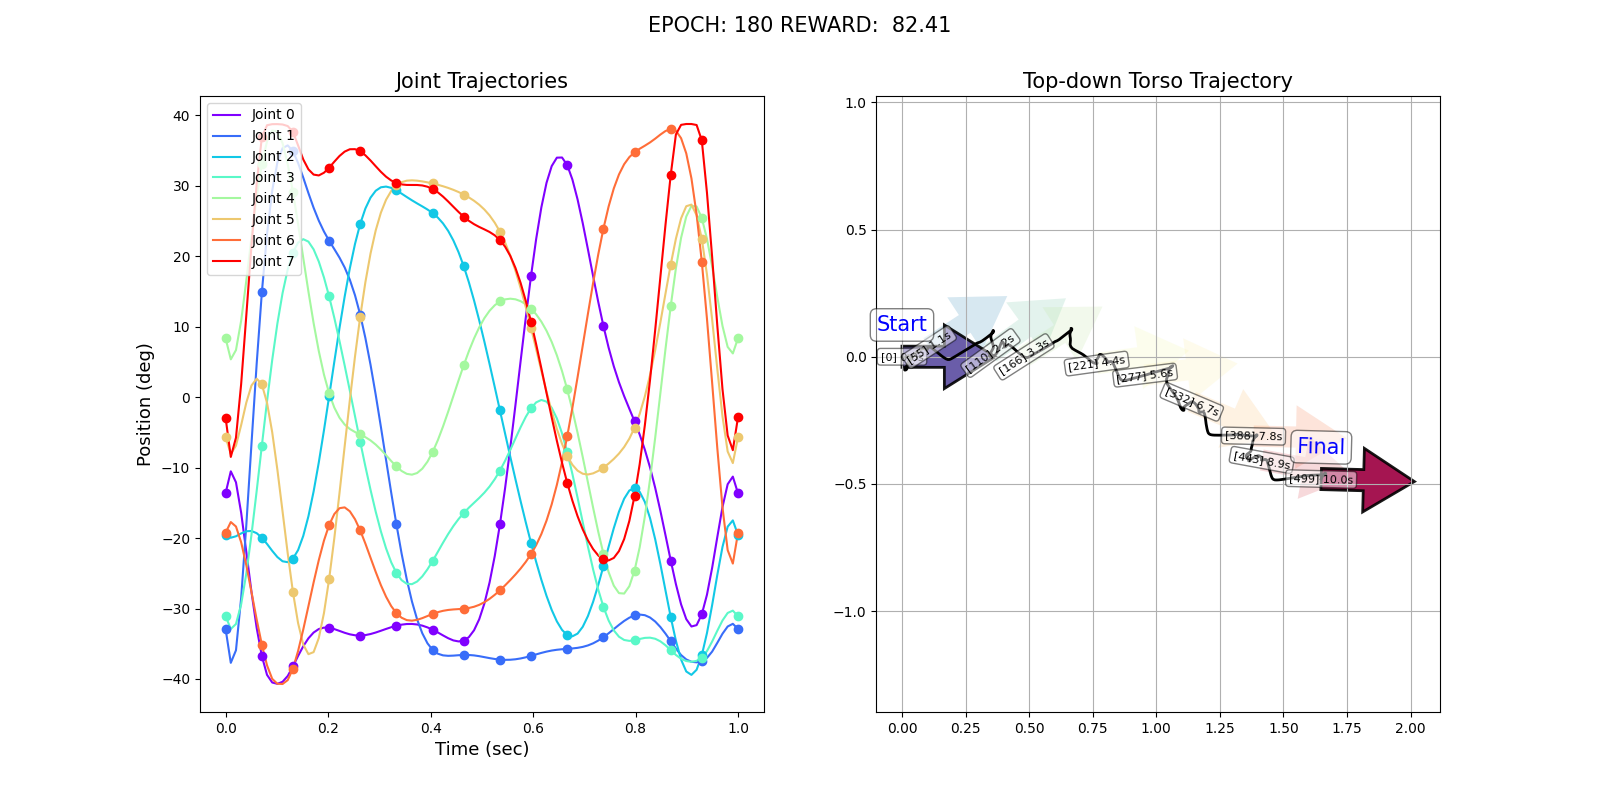 EPOCH: 180 REWARD:  82.41
Joint Trajectories
Joint 0
Joint 1
Joint 2
Joint 3
Joint 4
Joint 5
Joint 6
Joint 7
40
30
20
10
0
−10
−20
−30
−40
Position (deg)
0.0
0.2
0.4
0.6
0.8
1.0
Time (sec)
Top-down Torso Trajectory
1.0
0.5
0.0
−0.5
−1.0
Start
[0]
[55] 1.1s
[110] 2.2s
[166] 3.3s
[221] 4.4s
[277] 5.6s
[332] 6.7s
[388] 7.8s
[443] 8.9s
Final
[499] 10.0s
0.00
0.25
0.50
0.75
1.00
1.25
1.50
1.75
2.00